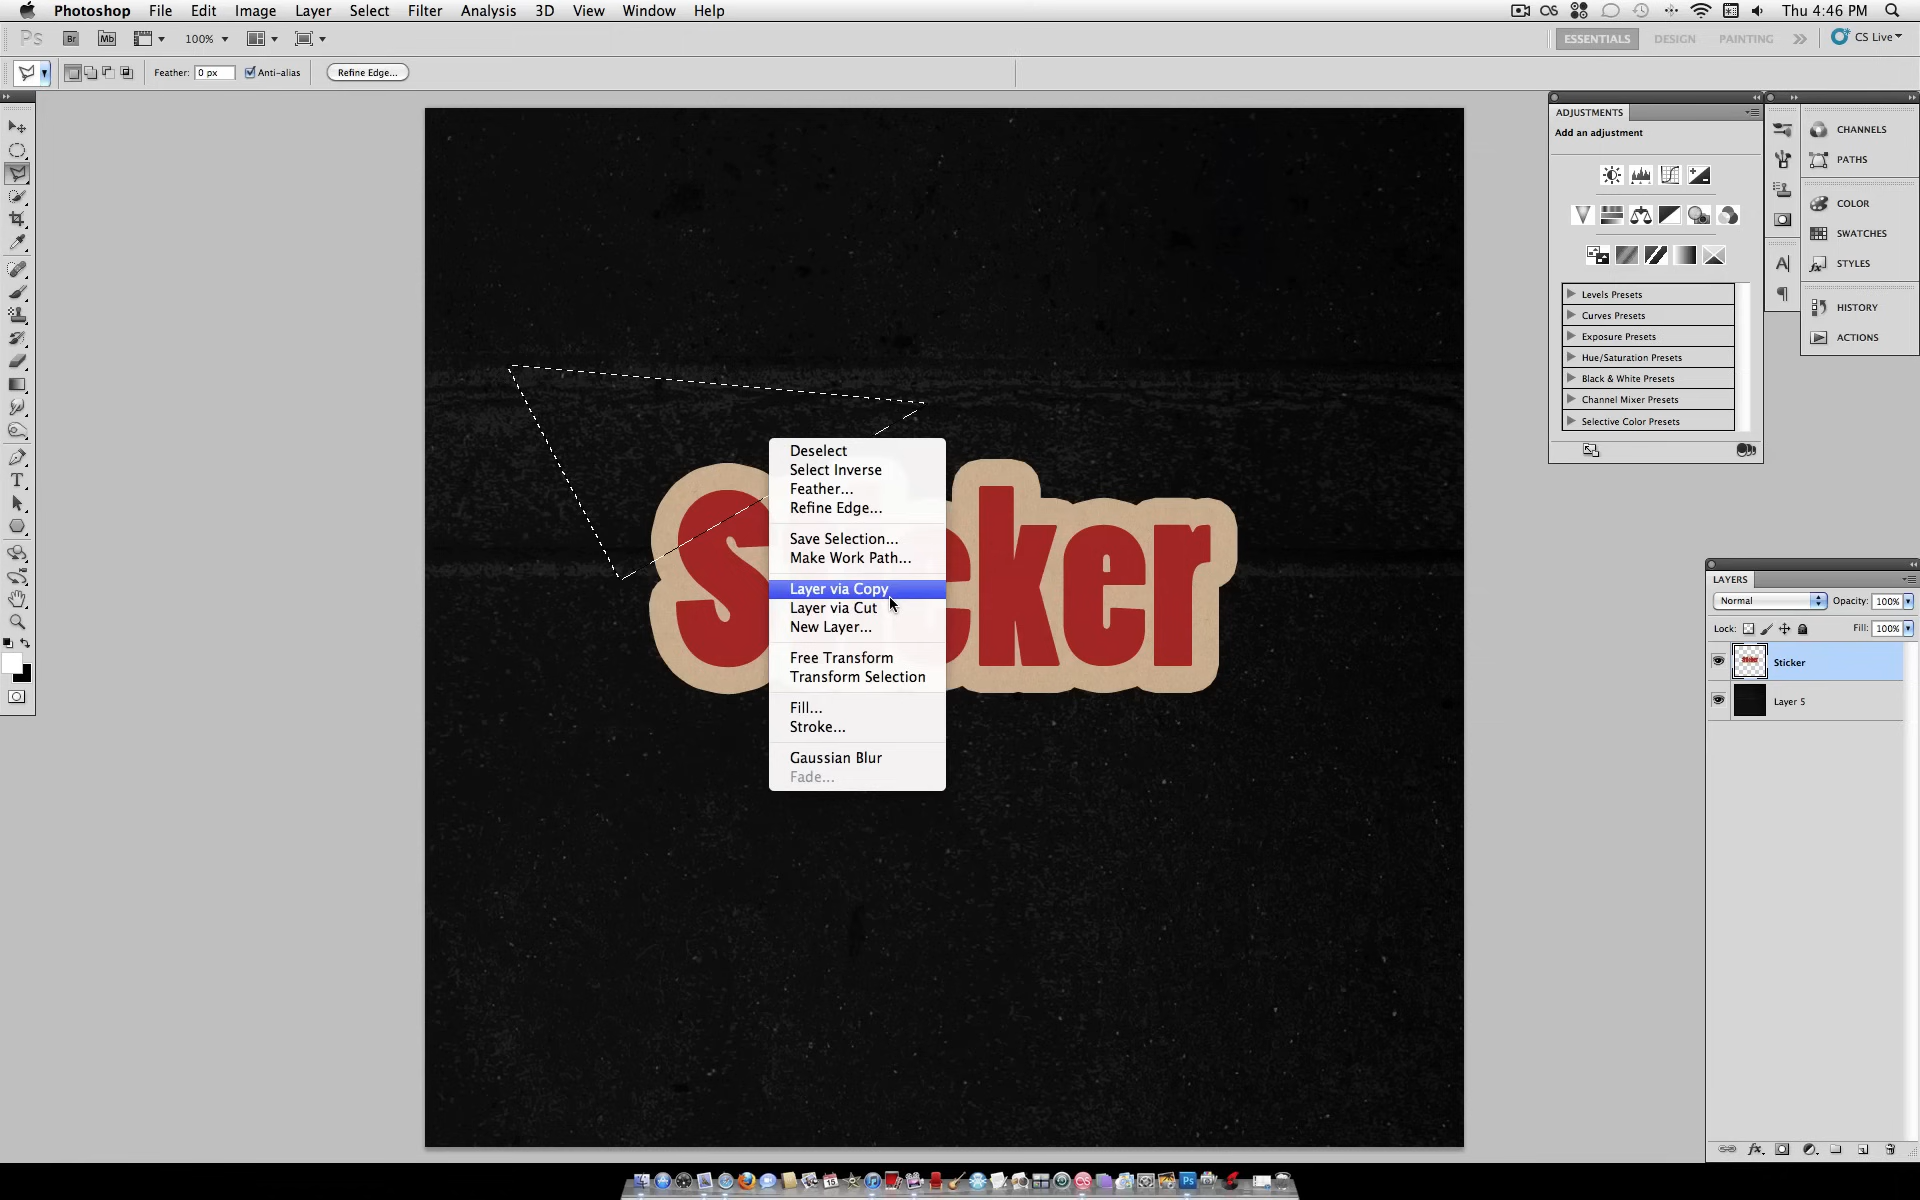 Photoshop File Edit Image Layer Select Filter Analysis 3D View Window Help Thu 4:46 PM
Ps Br Mb 100% ESSENTIALS DESIGN PAINTING CS Live
Feather: 0 px Anti-alias Refine Edge...
ADJUSTMENTS
Add an adjustment
Levels Presets
Curves Presets
Exposure Presets
Hue/Saturation Presets
Black & White Presets
Channel Mixer Presets
Selective Color Presets
CHANNELS
PATHS
COLOR
SWATCHES
STYLES
HISTORY
ACTIONS
Deselect
Select Inverse
Feather...
Refine Edge...
Save Selection...
Make Work Path...
Layer via Copy
Layer via Cut
New Layer...
Free Transform
Transform Selection
Fill...
Stroke...
Gaussian Blur
Fade...
S cker
LAYERS
Normal Opacity: 100%
Lock: Fill: 100%
Sticker
Layer 5